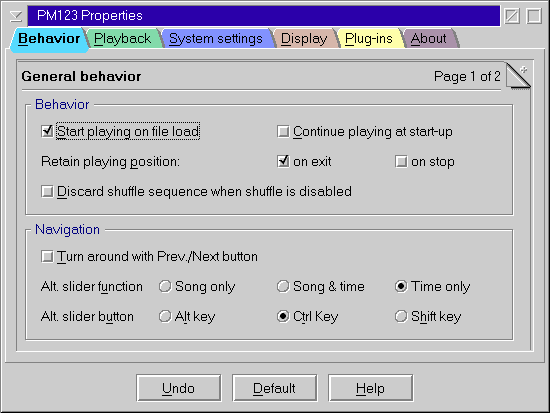 PM123 Properties
Behavior Playback System settings Display Plug-ins About
General behavior Page 1 of 2
Behavior
Start playing on file load Continue playing at start-up
Retain playing position: on exit on stop
Discard shuffle sequence when shuffle is disabled
Navigation
Turn around with Prev./Next button
Alt. slider function Song only Song & time Time only
Alt. slider button Alt key Ctrl Key Shift key
Undo Default Help